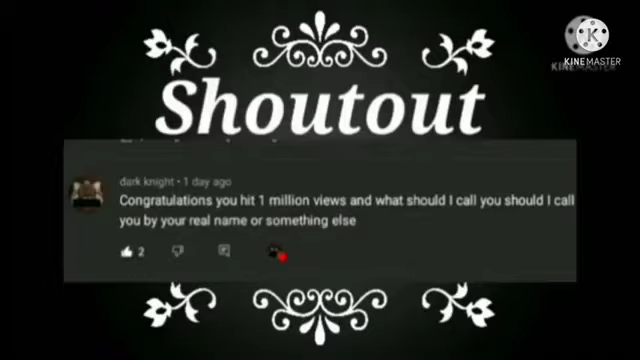 K
KINEMASTER
KINEMASTER
Shoutout
dark knight • 1 day ago
Congratulations you hit 1 million views and what should I call you should I call
you by your real name or something else
2